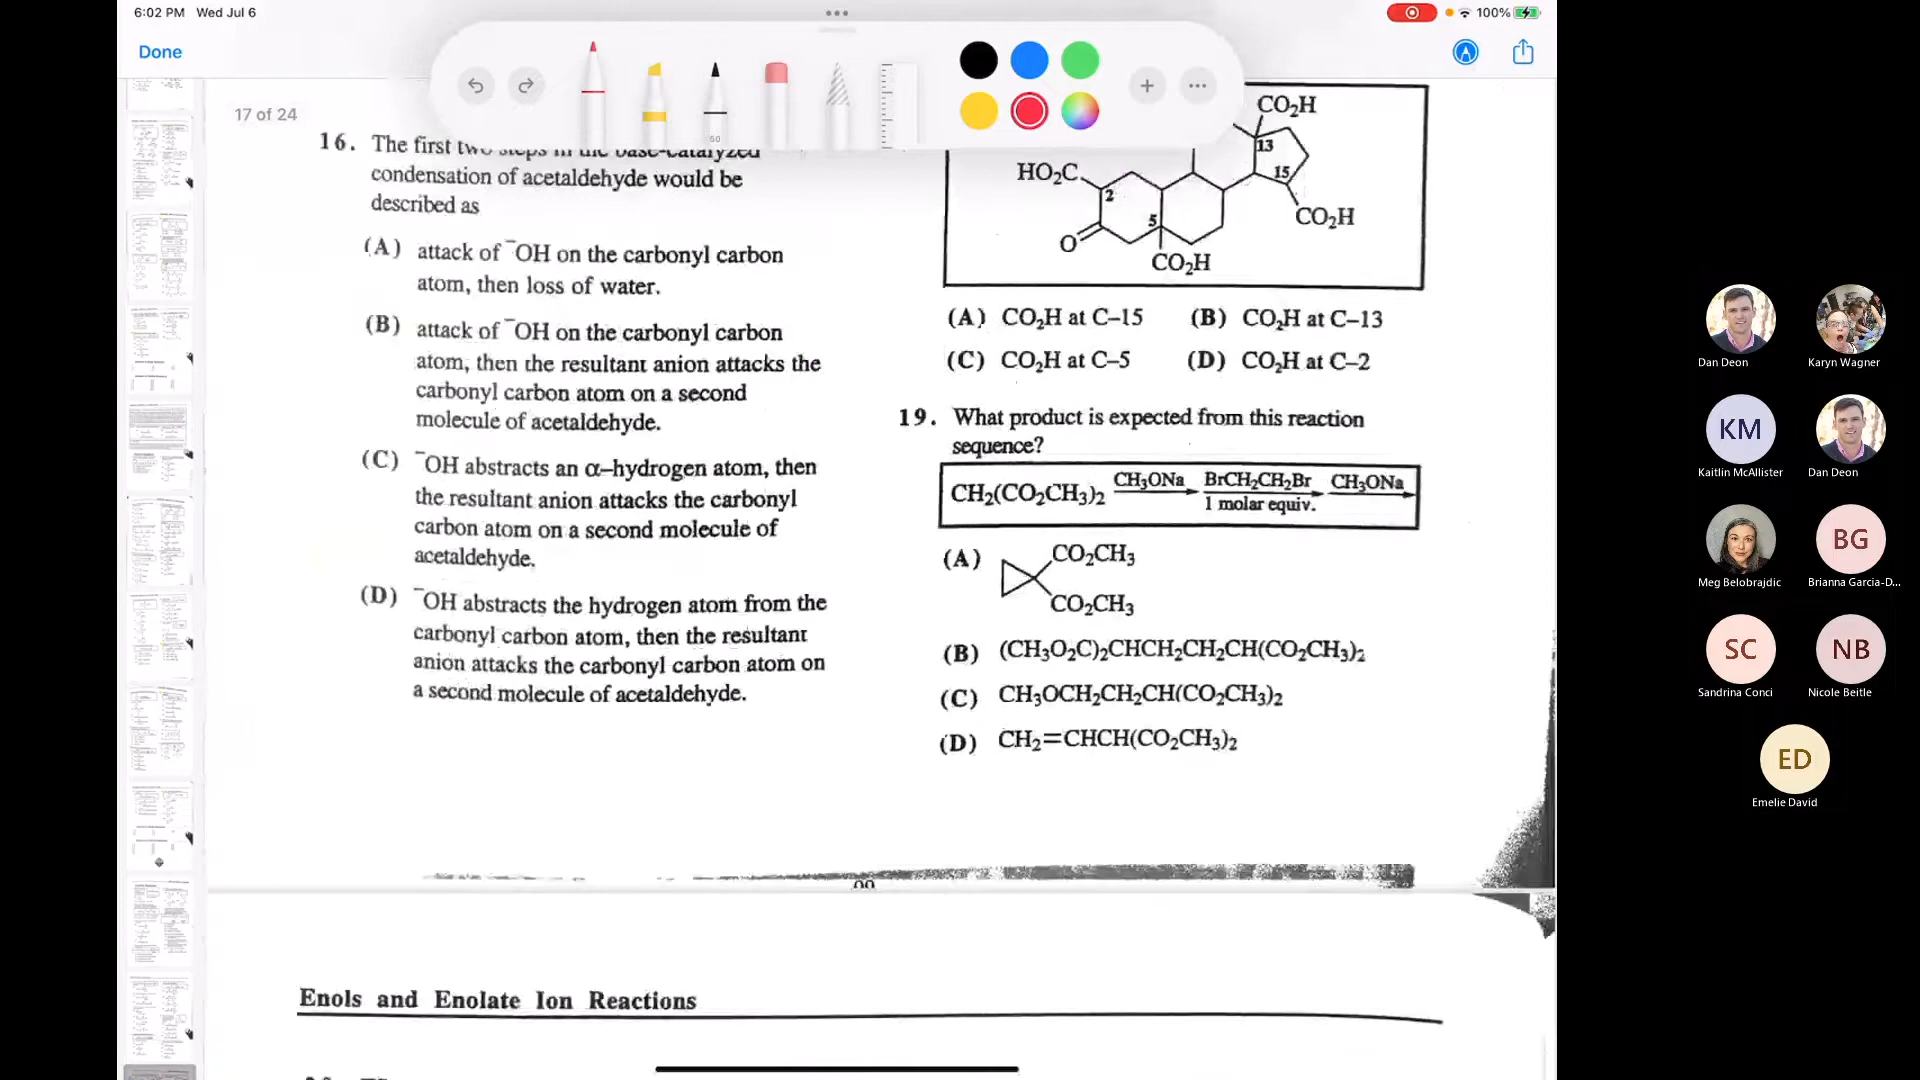 6:02 PM Wed Jul 6
100%
Done
17 of 24
50
16. The first two steps in the base-catalyzed
condensation of acetaldehyde would be
described as
(A) attack of ⁻OH on the carbonyl carbon
atom, then loss of water.
(B) attack of ⁻OH on the carbonyl carbon
atom, then the resultant anion attacks the
carbonyl carbon atom on a second
molecule of acetaldehyde.
(C) ⁻OH abstracts an α–hydrogen atom, then
the resultant anion attacks the carbonyl
carbon atom on a second molecule of
acetaldehyde.
(D) ⁻OH abstracts the hydrogen atom from the
carbonyl carbon atom, then the resultant
anion attacks the carbonyl carbon atom on
a second molecule of acetaldehyde.
CO₂H
13
HO₂C
15
2
5
CO₂H
O
CO₂H
(A) CO₂H at C–15 (B) CO₂H at C–13
(C) CO₂H at C–5 (D) CO₂H at C–2
19. What product is expected from this reaction
sequence?
CH₂(CO₂CH₃)₂ CH₃ONa BrCH₂CH₂Br CH₃ONa
1 molar equiv.
(A) CO₂CH₃
CO₂CH₃
(B) (CH₃O₂C)₂CHCH₂CH₂CH(CO₂CH₃)₂
(C) CH₃OCH₂CH₂CH(CO₂CH₃)₂
(D) CH₂=CHCH(CO₂CH₃)₂
Enols and Enolate Ion Reactions
Dan Deon
Karyn Wagner
KM
Kaitlin McAllister
Dan Deon
Meg Belobrajdic
BG
Brianna Garcia-D...
SC
Sandrina Conci
NB
Nicole Beitle
ED
Emelie David